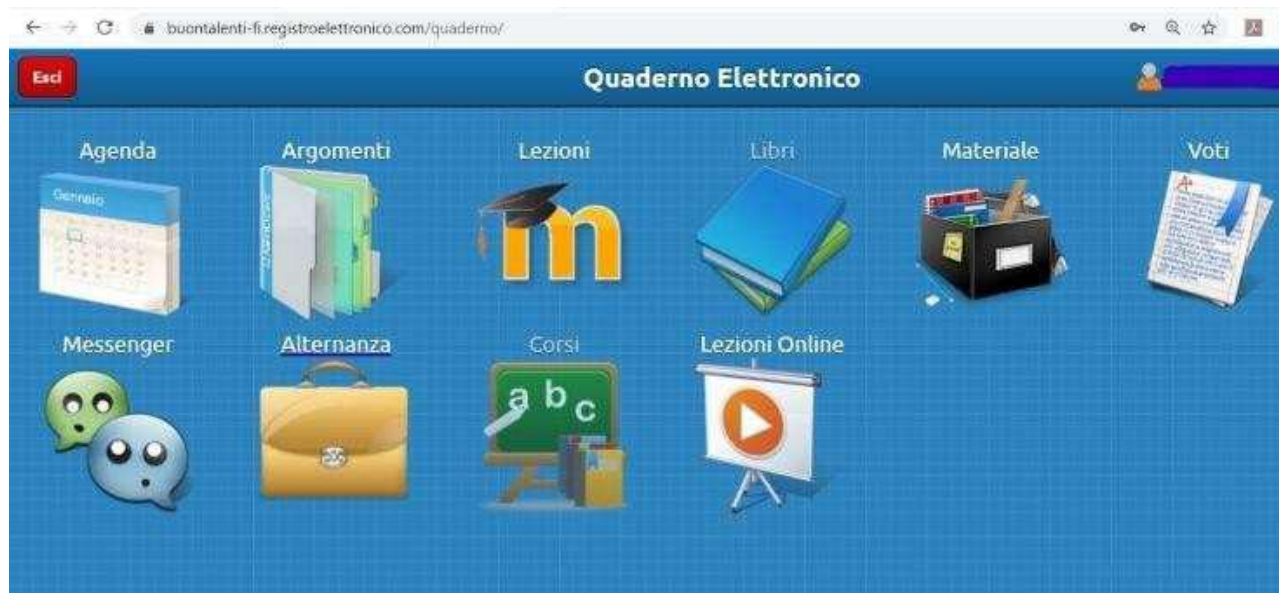 buontalenti-fi.registroelettronico.com/quaderno/
Esci
Quaderno Elettronico
Agenda
Argomenti
Lezioni
Libri
Materiale
Voti
Gennaio
m
A+
Messenger
Alternanza
Corsi
Lezioni Online
a b c